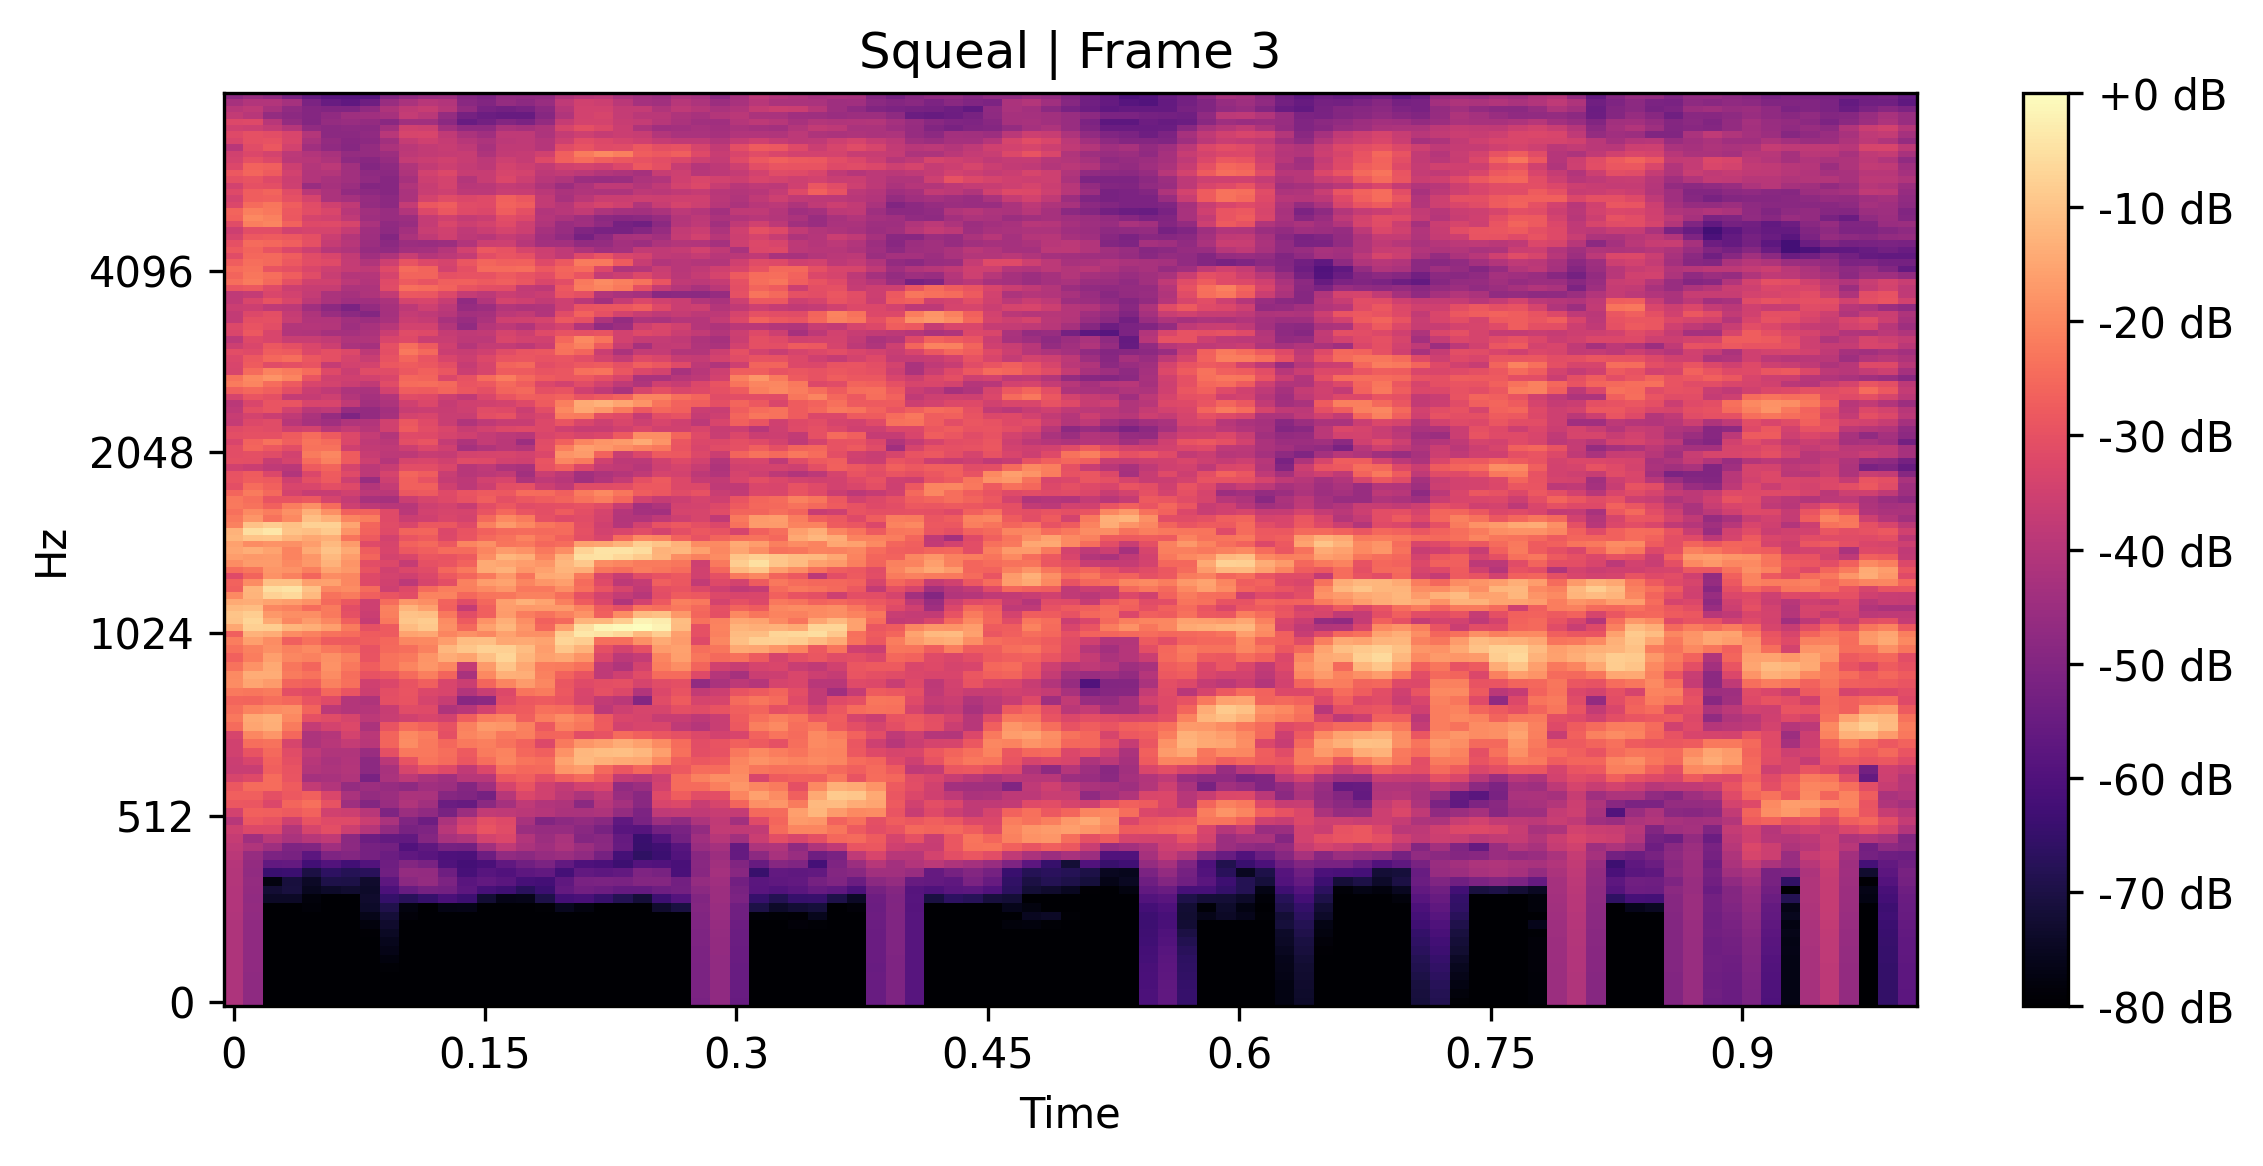 Squeal | Frame 3
+0 dB
-10 dB
-20 dB
-30 dB
-40 dB
-50 dB
-60 dB
-70 dB
-80 dB
4096
2048
1024
512
0
Hz
0 0.15 0.3 0.45 0.6 0.75 0.9
Time